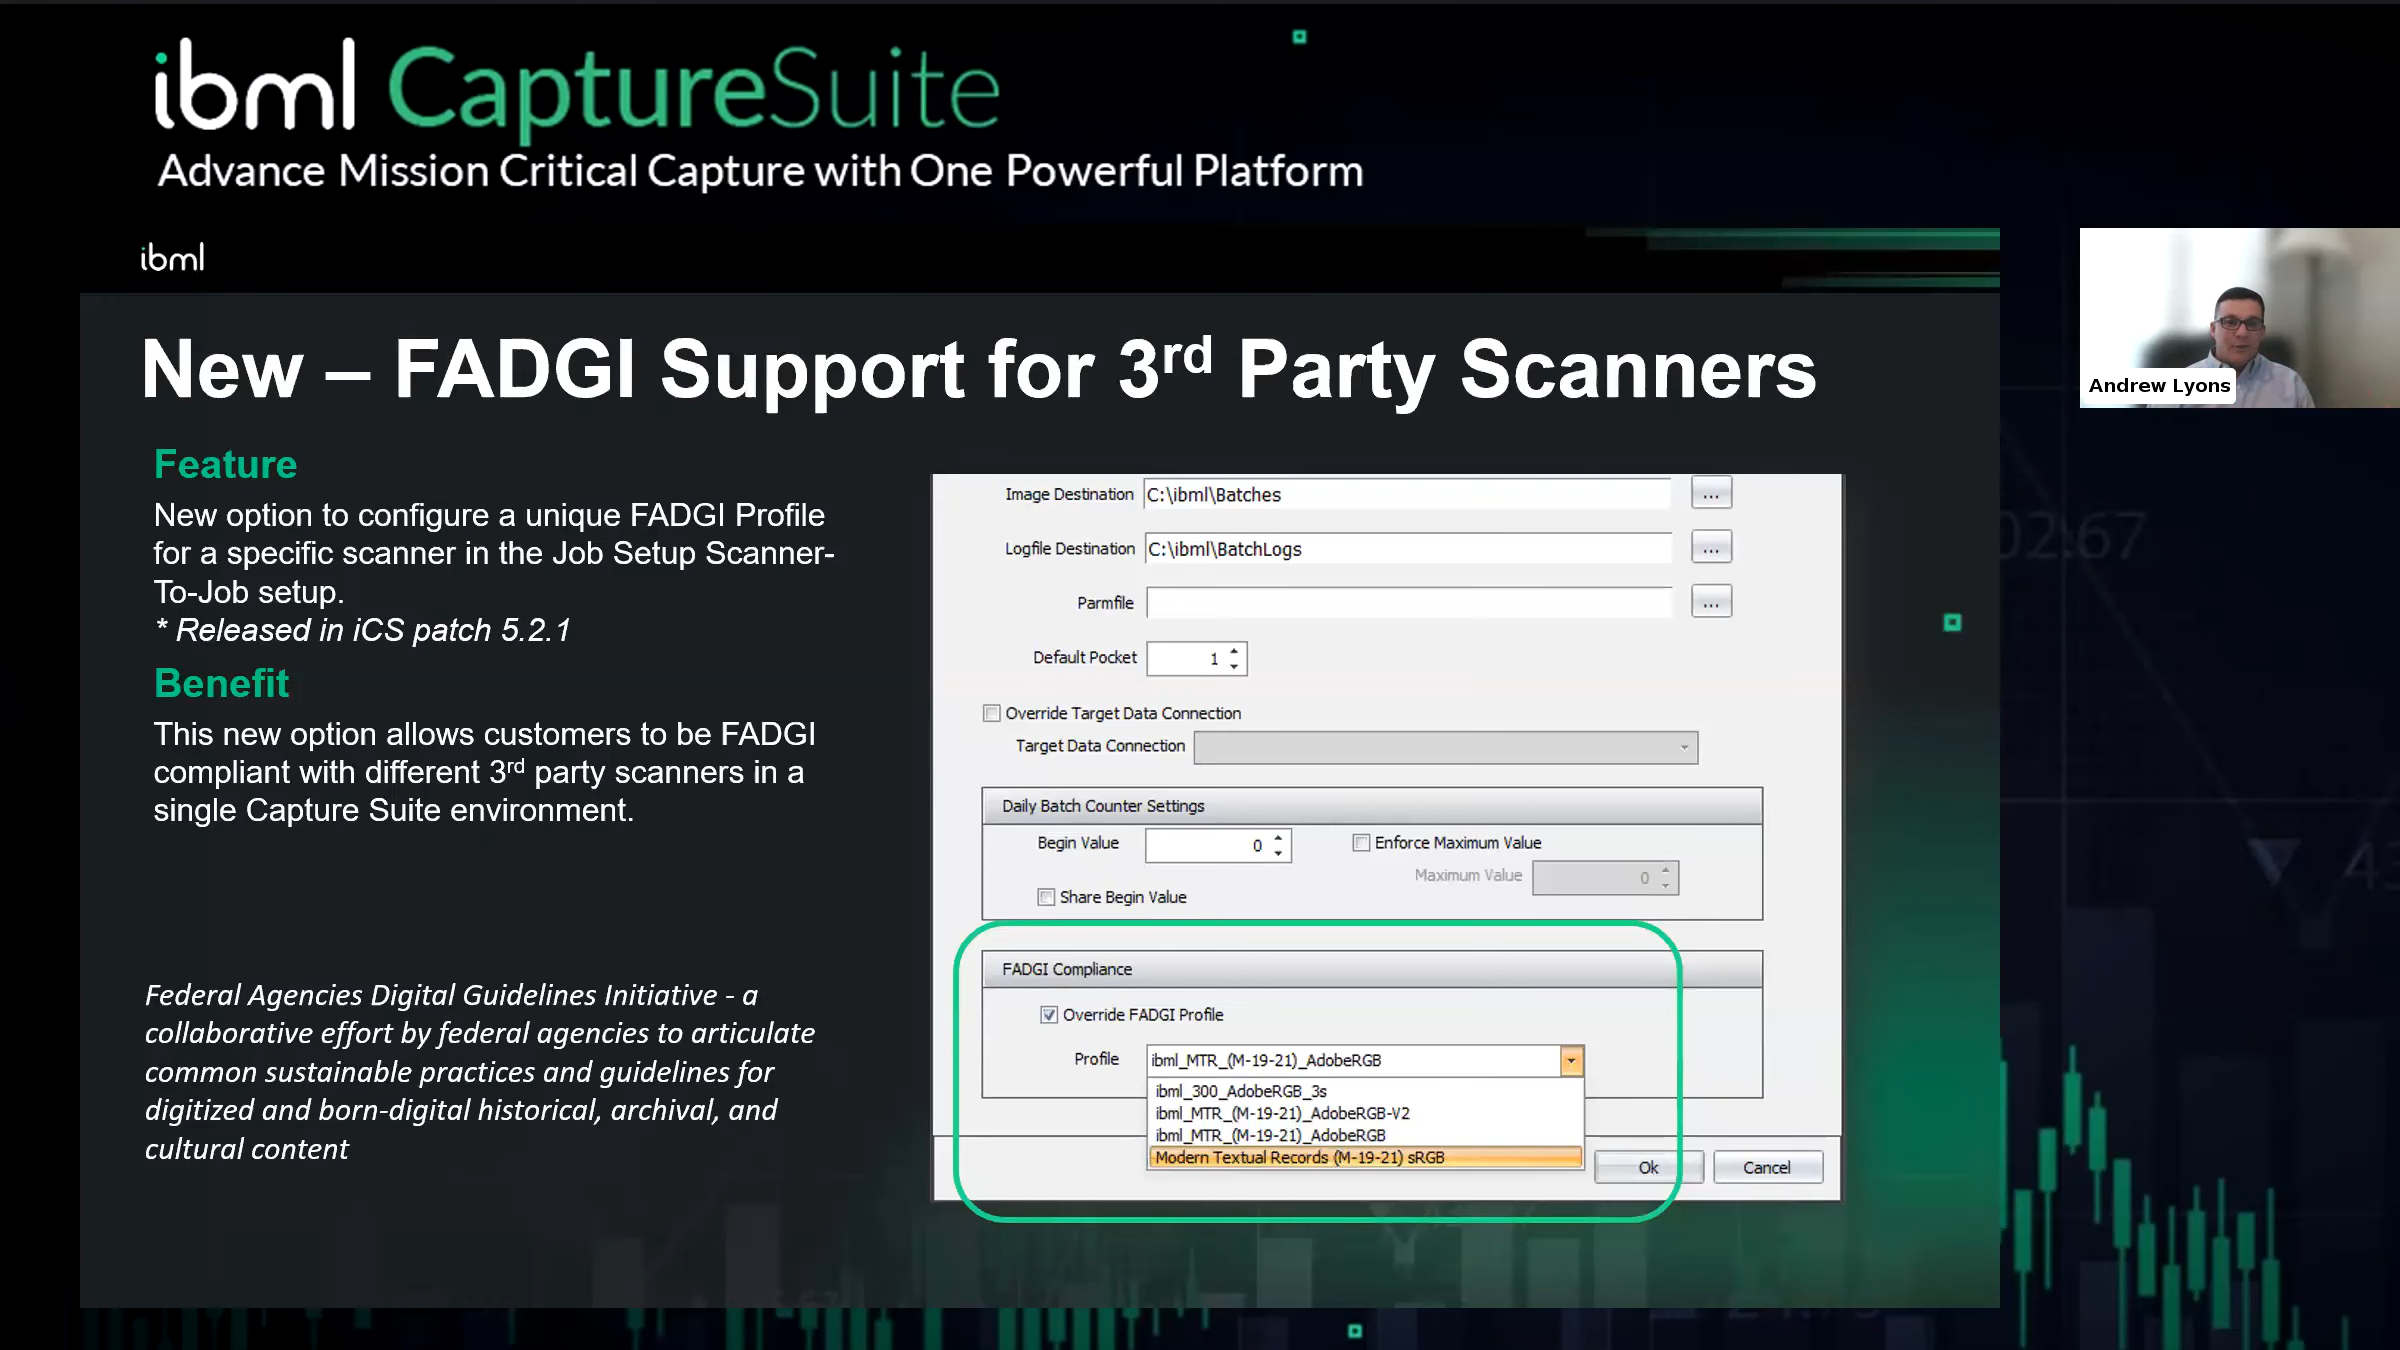 ibml CaptureSuite
Advance Mission Critical Capture with One Powerful Platform
ibml
New – FADGI Support for 3rd Party Scanners
Feature
New option to configure a unique FADGI Profile
for a specific scanner in the Job Setup Scanner-
To-Job setup.
* Released in iCS patch 5.2.1
Benefit
This new option allows customers to be FADGI
compliant with different 3rd party scanners in a
single Capture Suite environment.
Federal Agencies Digital Guidelines Initiative - a
collaborative effort by federal agencies to articulate
common sustainable practices and guidelines for
digitized and born-digital historical, archival, and
cultural content
Image Destination C:\ibml\Batches ...
Logfile Destination C:\ibml\BatchLogs ...
Parmfile ...
Default Pocket 1
Override Target Data Connection
Target Data Connection
Daily Batch Counter Settings
Begin Value 0 Enforce Maximum Value
Maximum Value 0
Share Begin Value
FADGI Compliance
Override FADGI Profile
Profile ibml_MTR_(M-19-21)_AdobeRGB
ibml_300_AdobeRGB_3s
ibml_MTR_(M-19-21)_AdobeRGB-V2
ibml_MTR_(M-19-21)_AdobeRGB
Modern Textual Records (M-19-21) sRGB
Ok Cancel
Andrew Lyons
02.67